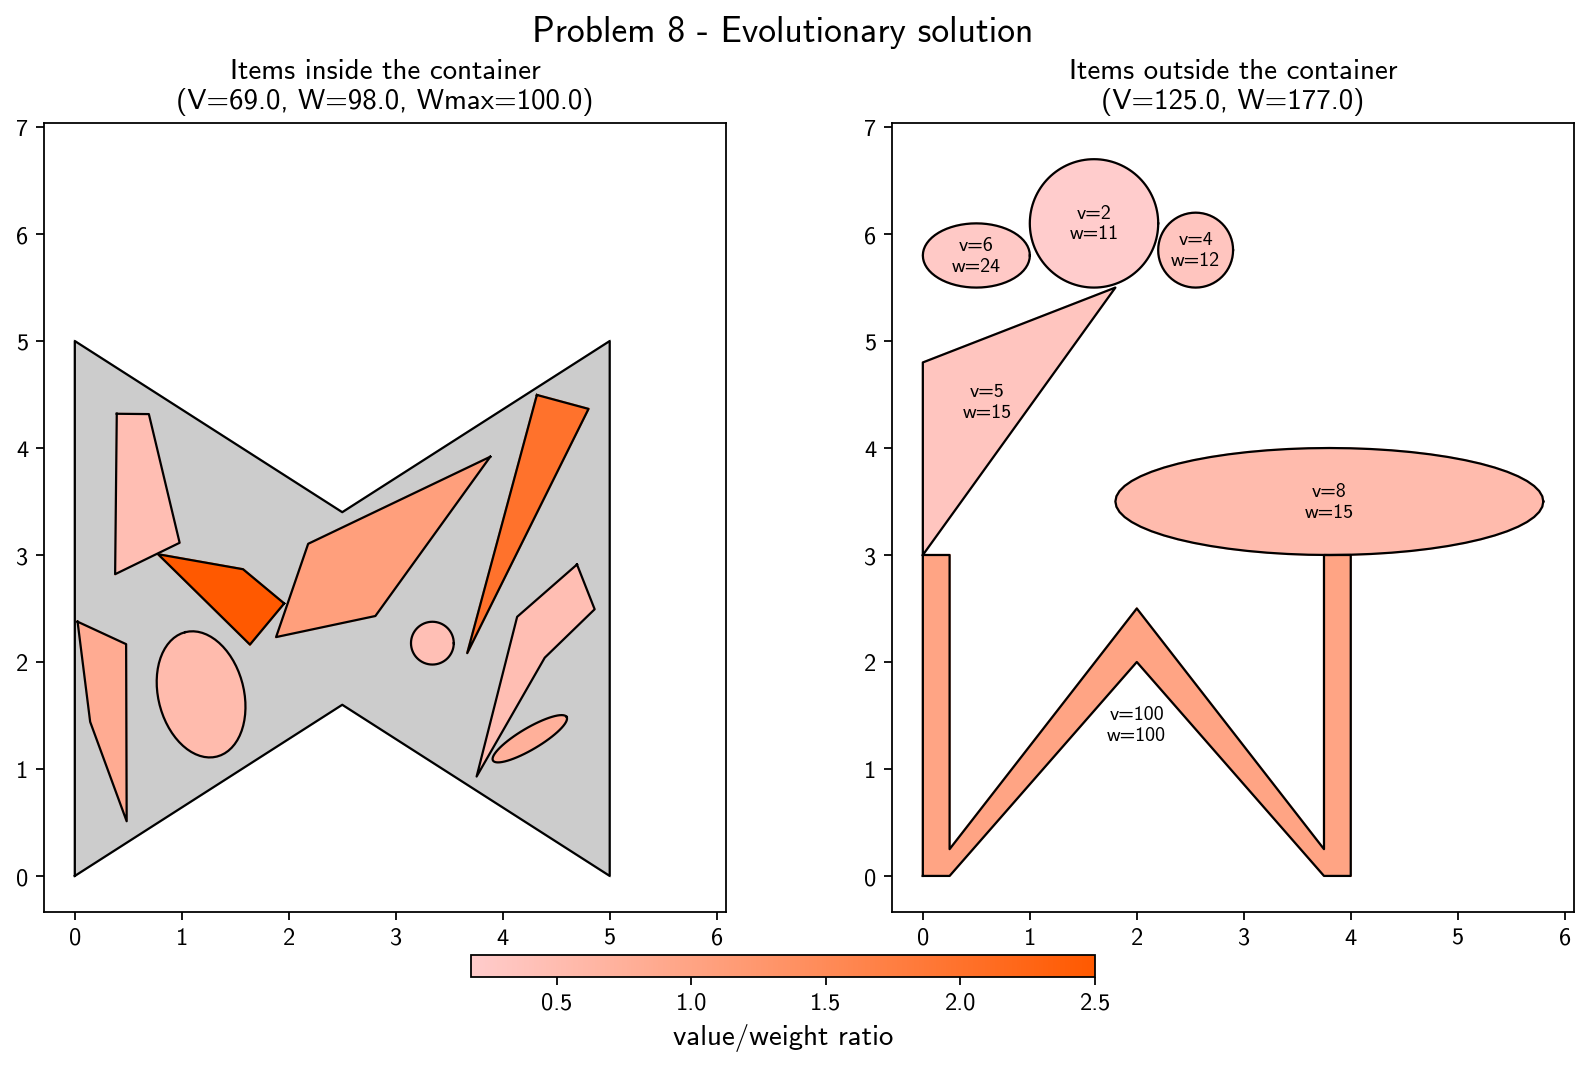 Problem 8 - Evolutionary solution
Items inside the container
(V=69.0, W=98.0, Wmax=100.0)
7
6
5
4
3
2
1
0
0 1 2 3 4 5 6
Items outside the container
(V=125.0, W=177.0)
7
6
5
4
3
2
1
0
v=6
w=24
v=2
w=11
v=4
w=12
v=5
w=15
v=8
w=15
v=100
w=100
0 1 2 3 4 5 6
0.5 1.0 1.5 2.0 2.5
value/weight ratio